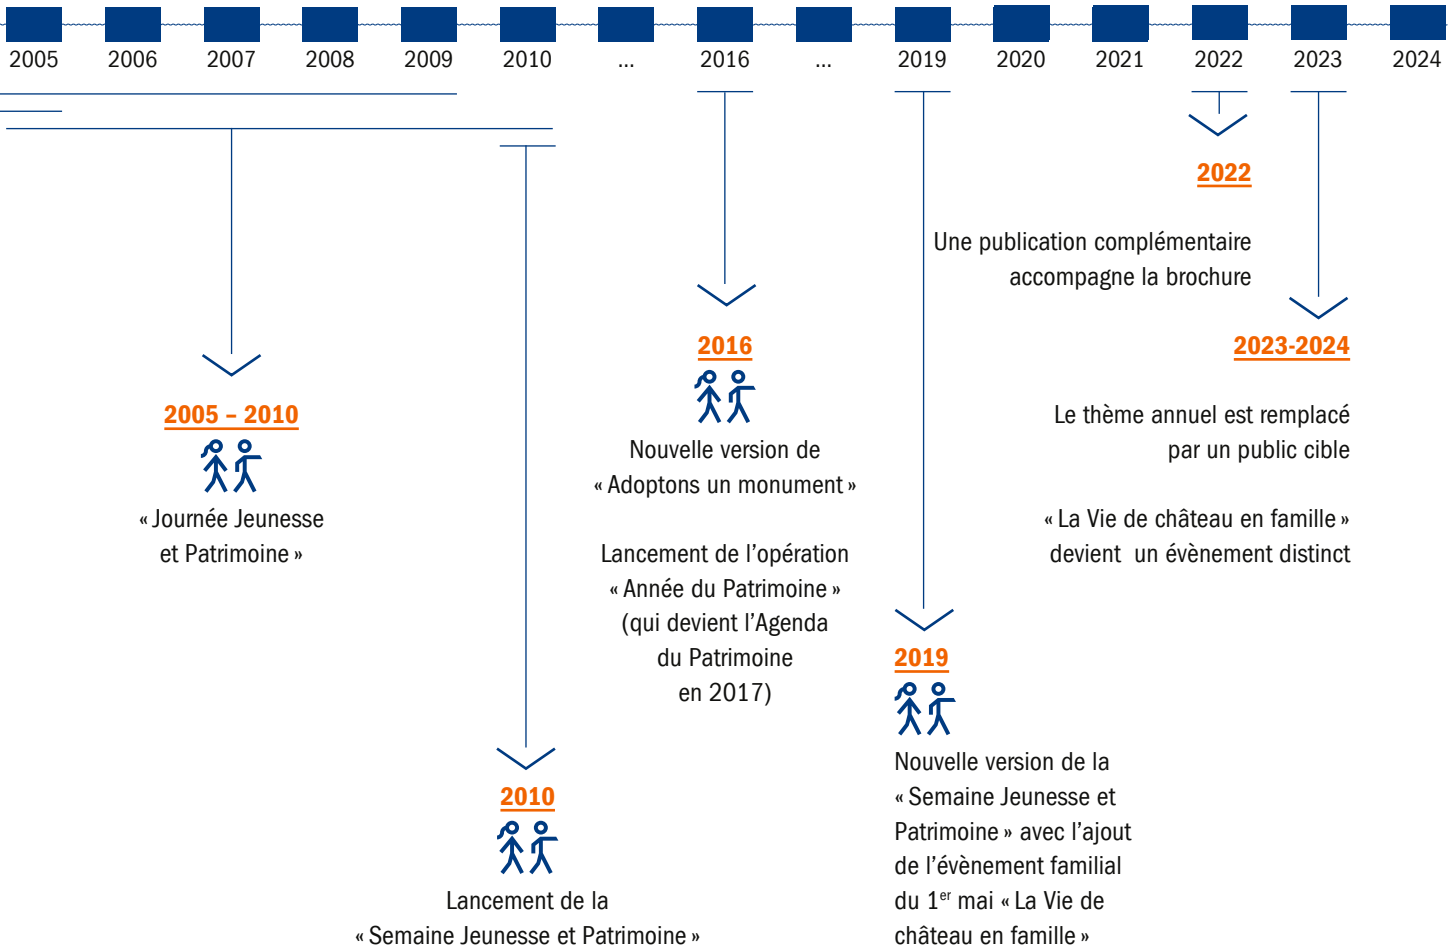 2005
2006
2007
2008
2009
2010
...
2016
...
2019
2020
2021
2022
2023
2024
2005 – 2010
« Journée Jeunesse
et Patrimoine »
2010
Lancement de la
« Semaine Jeunesse et Patrimoine »
2016
Nouvelle version de
« Adoptons un monument »
Lancement de l’opération
« Année du Patrimoine »
(qui devient l’Agenda
du Patrimoine
en 2017)
2019
Nouvelle version de la
« Semaine Jeunesse et
Patrimoine » avec l’ajout
de l’évènement familial
du 1er mai « La Vie de
château en famille »
2022
Une publication complémentaire
accompagne la brochure
2023-2024
Le thème annuel est remplacé
par un public cible
« La Vie de château en famille »
devient un évènement distinct